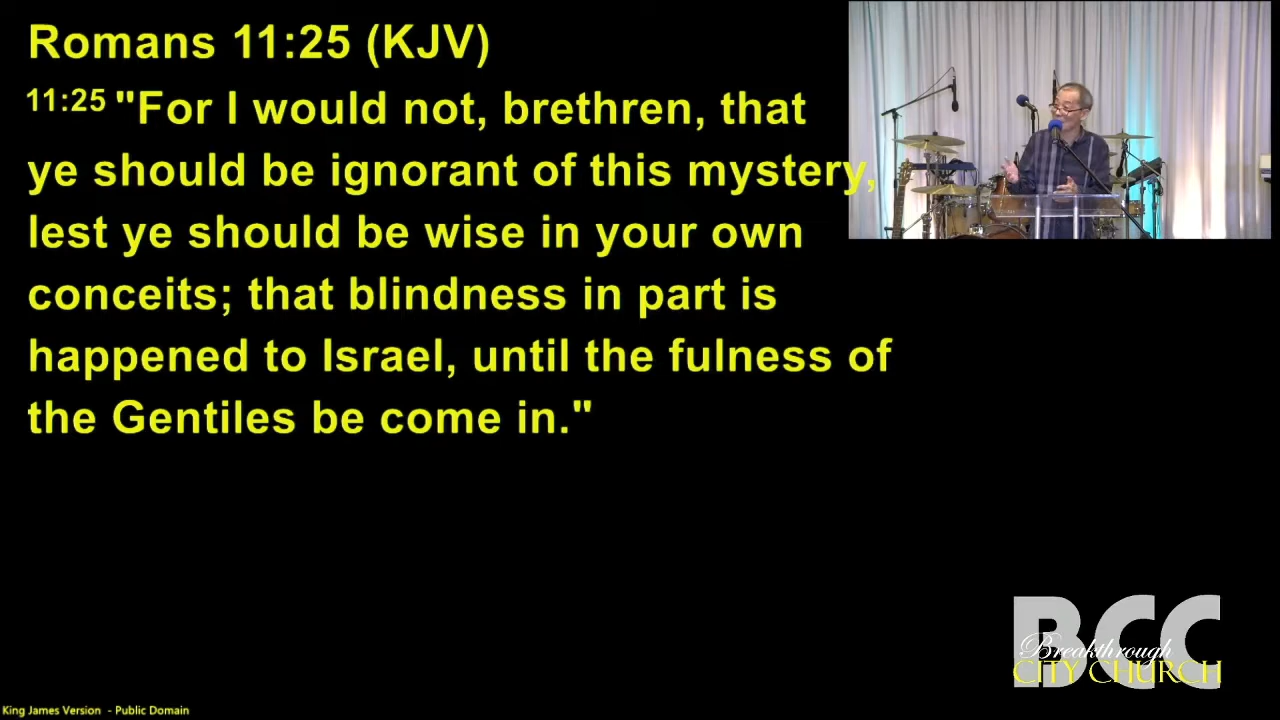 Romans 11:25 (KJV)
11:25 "For I would not, brethren, that
ye should be ignorant of this mystery,
lest ye should be wise in your own
conceits; that blindness in part is
happened to Israel, until the fulness of
the Gentiles be come in."
BCC
Breakthrough
CITY CHURCH
King James Version - Public Domain